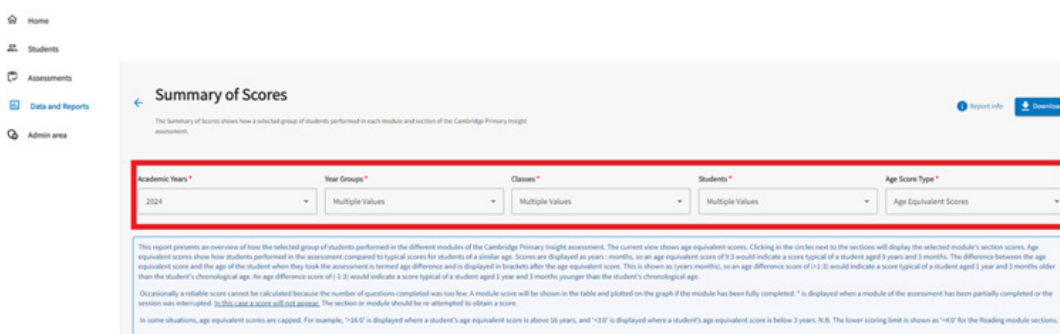 Home
Students
Assessments
Data and Reports
Admin area
Summary of Scores
The Summary of Scores shows how a selected group of students performed in each module and section of the Cambridge Primary Insight
assessment.
Report info
Download
Academic Years *
Year Groups *
Classes *
Students *
Age Score Type *
2024
Multiple Values
Multiple Values
Multiple Values
Age Equivalent Scores
This report presents an overview of how the selected group of students performed in the different modules of the Cambridge Primary Insight assessment. The current view shows age equivalent scores. Clicking in the circles next to the sections will display the selected module's section scores. Age
equivalent scores show how students performed in the assessment compared to typical scores for students of a similar age. Scores are displayed as years : months, so an age equivalent score of 9:3 would indicate a score typical of a student aged 9 years and 3 months. The difference between the age
equivalent score and the age of the student when they took the assessment is termed age difference and is displayed in brackets after the age equivalent score. This is shown as (years:months), so an age difference score of (+1:3) would indicate a score typical of a student aged 1 year and 3 months older
than the student's chronological age. An age difference score of (-1:3) would indicate a score typical of a student aged 1 year and 3 months younger than the student's chronological age.
Occasionally a reliable score cannot be calculated because the number of questions completed was too few. A module score will be shown in the table and plotted on the graph if the module has been fully completed. * is displayed when a module of the assessment has been partially completed or the
session was interrupted. In this case a score will not appear. The section or module should be re-attempted to obtain a score.
In some situations, age equivalent scores are capped. For example, '>16:0' is displayed where a student's age equivalent score is above 16 years, and '<3:0' is displayed where a student's age equivalent score is below 3 years. N.B. The lower scoring limit is shown as '<4:0' for the Reading module sections.